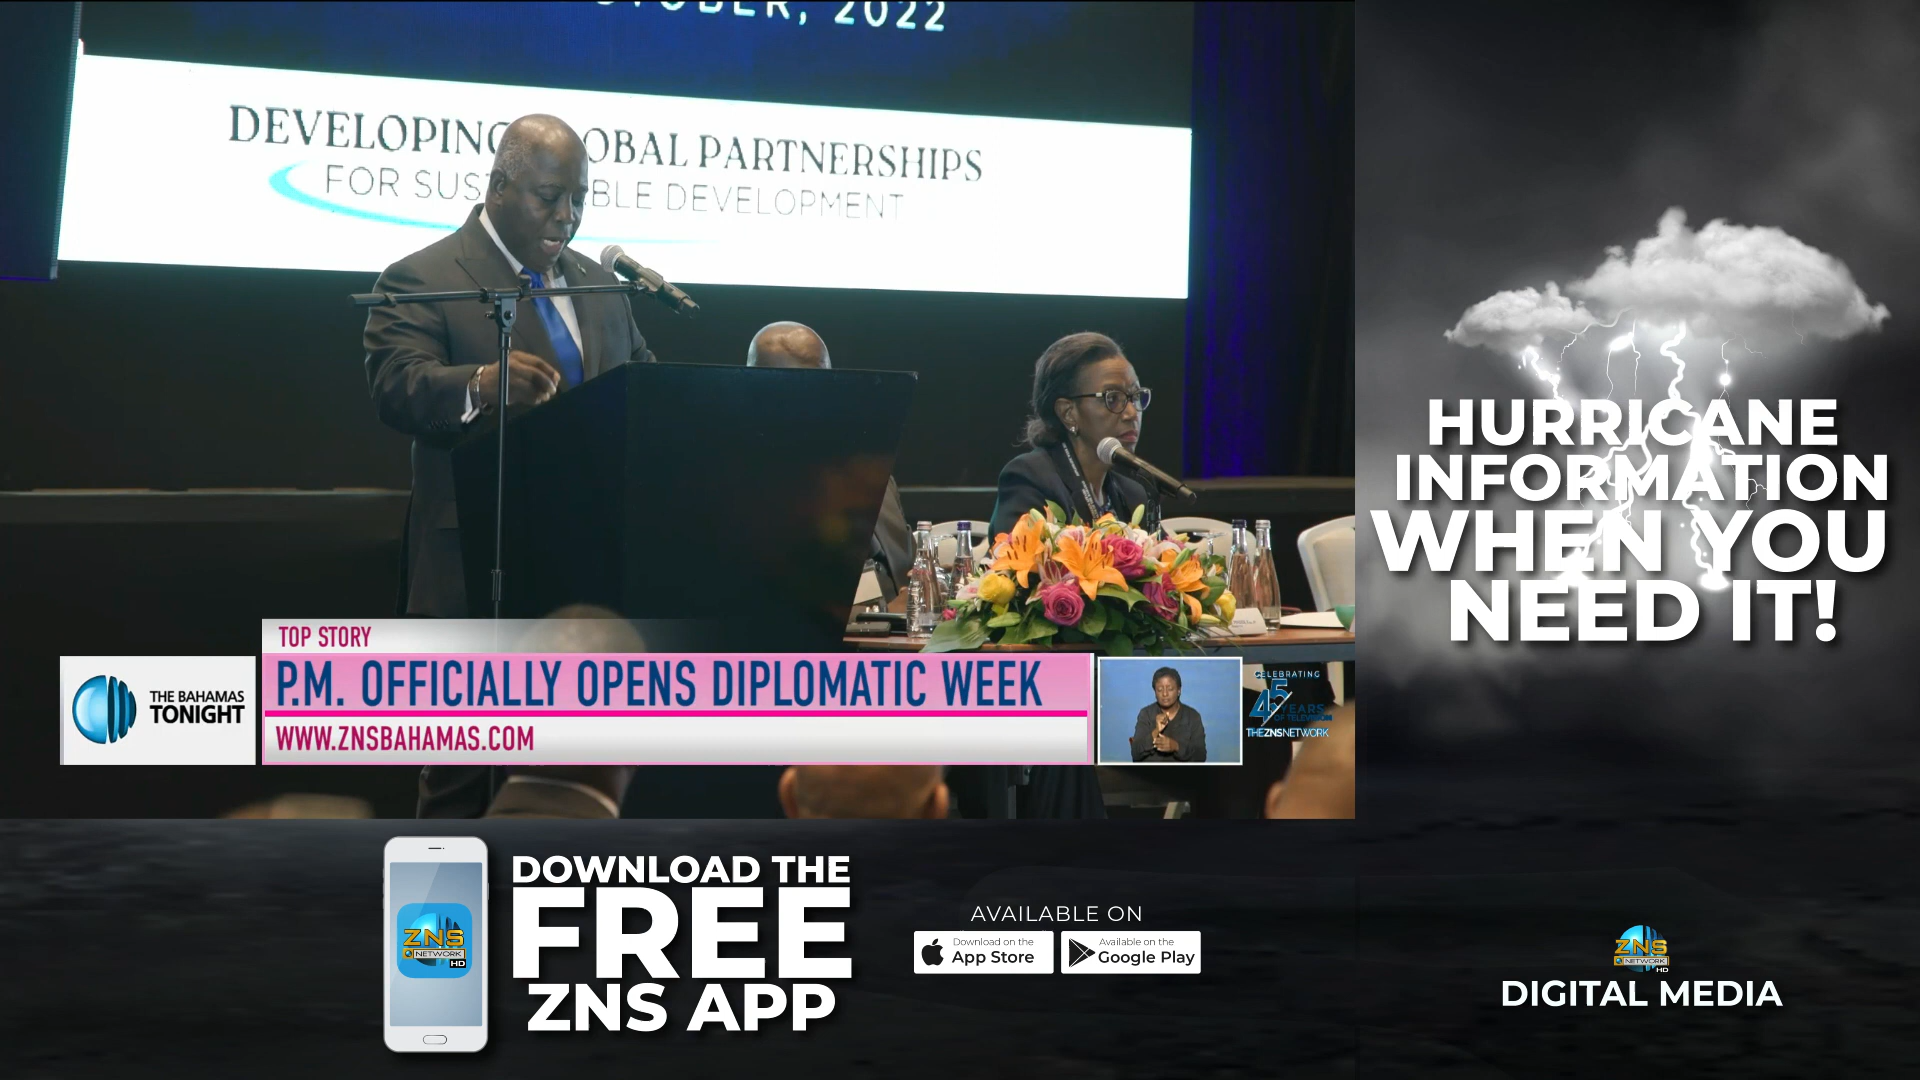 2022
DEVELOPING GLOBAL PARTNERSHIPS
FOR SUSTAINABLE DEVELOPMENT
TOP STORY
P.M. OFFICIALLY OPENS DIPLOMATIC WEEK
WWW.ZNSBAHAMAS.COM
THE BAHAMAS
TONIGHT
CELEBRATING
45
YEARS
OF TELEVISION
THEZNSNETWORK
HURRICANE
INFORMATION
WHEN YOU
NEED IT!
ZNS
NETWORK
HD
DOWNLOAD THE
FREE
ZNS APP
AVAILABLE ON
Download on the
App Store
Available on the
Google Play
ZNS
NETWORK
HD
DIGITAL MEDIA